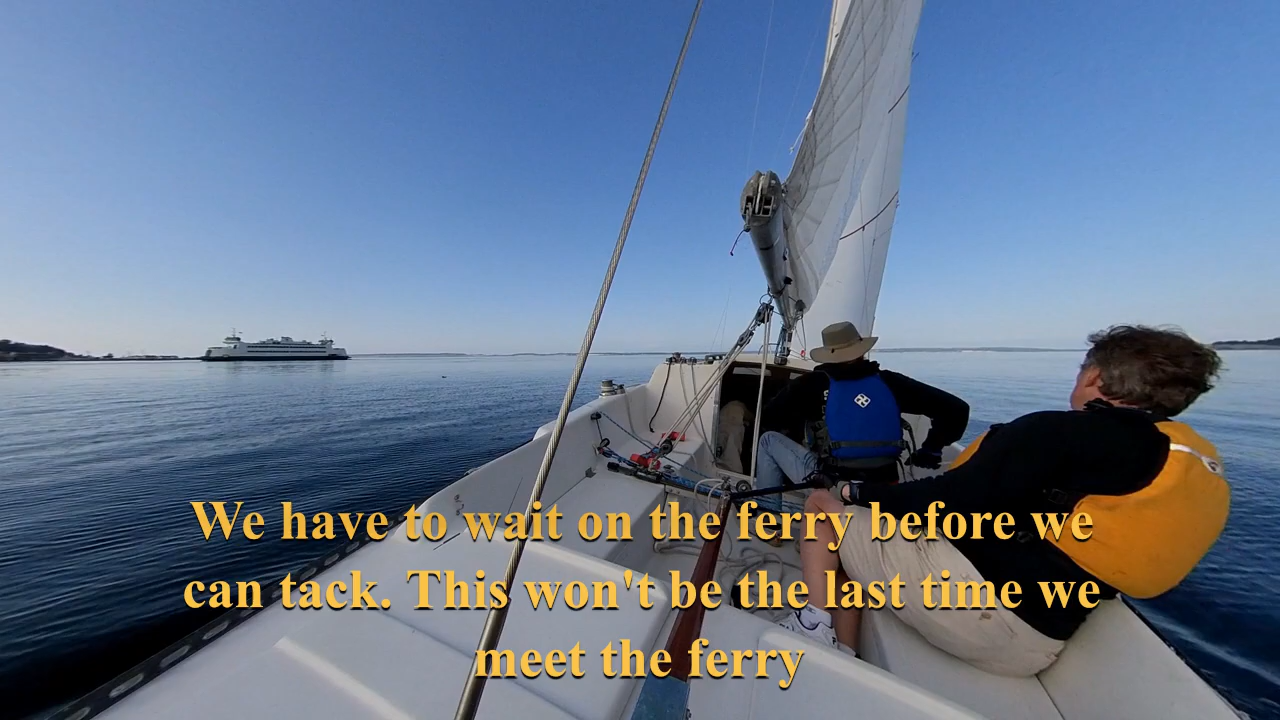 We have to wait on the ferry before we
can tack. This won't be the last time we
meet the ferry